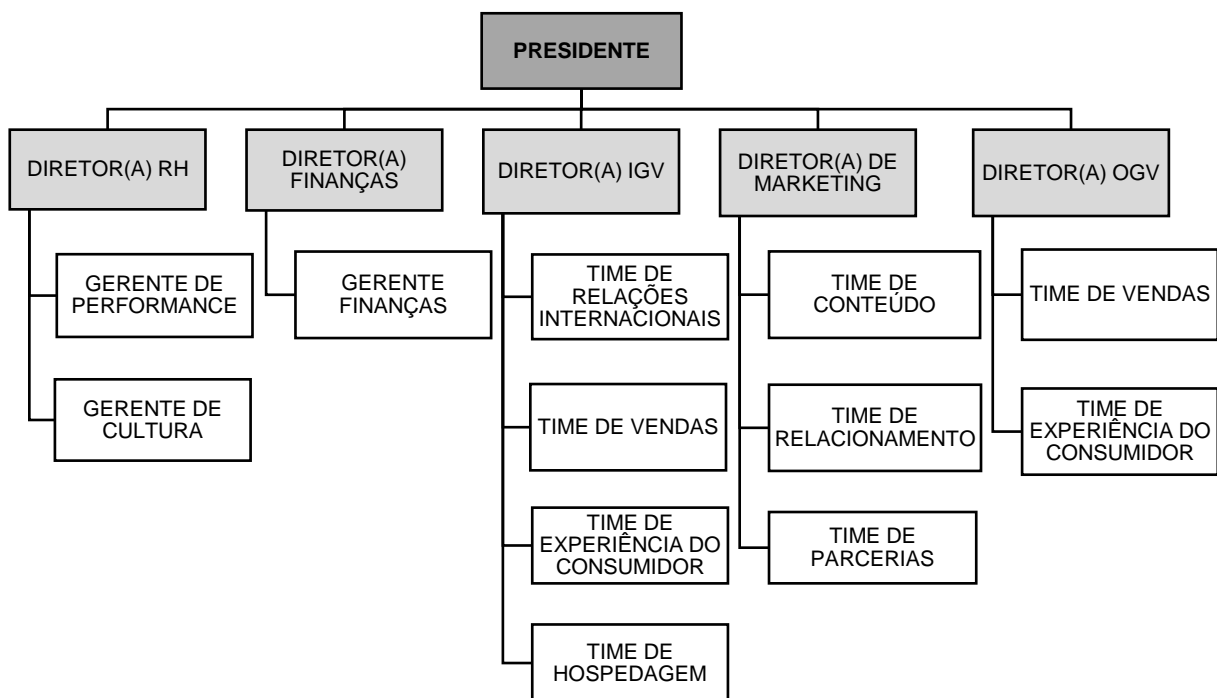 PRESIDENTE
DIRETOR(A) RH
DIRETOR(A)
FINANÇAS
DIRETOR(A) IGV
DIRETOR(A) DE
MARKETING
DIRETOR(A) OGV
GERENTE DE
PERFORMANCE
GERENTE
FINANÇAS
TIME DE
RELAÇÕES
INTERNACIONAIS
TIME DE
CONTEÚDO
TIME DE VENDAS
GERENTE DE
CULTURA
TIME DE VENDAS
TIME DE
RELACIONAMENTO
TIME DE
EXPERIÊNCIA DO
CONSUMIDOR
TIME DE
EXPERIÊNCIA DO
CONSUMIDOR
TIME DE
PARCERIAS
TIME DE
HOSPEDAGEM